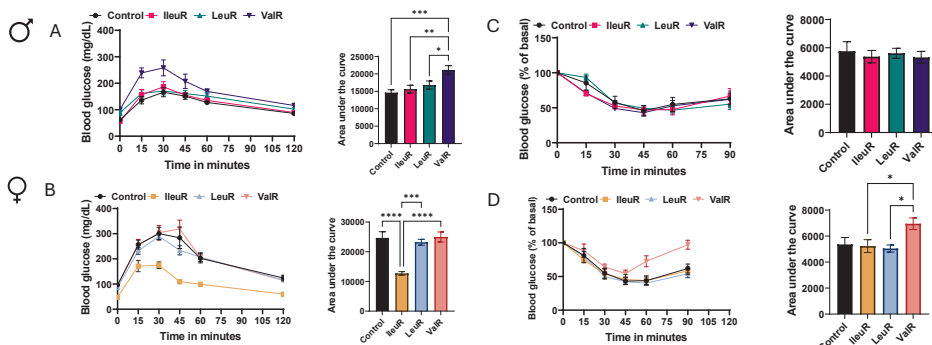 ♂ A
Control IleuR LeuR ValR
Blood glucose (mg/dL)
400
300
200
100
0
0 15 30 45 60 75 90 105 120
Time in minutes
*** 
**
*
Area under the curve
25000
20000
15000
10000
5000
0
Control IleuR LeuR ValR
C
Control IleuR LeuR ValR
Blood glucose (% of basal)
150
100
50
0
0 15 30 45 60 75 90
Time in minutes
Area under the curve
8000
6000
4000
2000
0
Control IleuR LeuR ValR
♀ B
Control IleuR LeuR ValR
Blood glucose (mg/dL)
400
300
200
100
0
0 15 30 45 60 75 90 105 120
Time in minutes
***
**** ****
Area under the curve
30000
20000
10000
0
Control IleuR LeuR ValR
D
Control IleuR LeuR ValR
Blood glucose (% of basal)
150
100
50
0
0 15 30 45 60 75 90 105 120
Time in minutes
*
*
Area under the curve
10000
8000
6000
4000
2000
0
Control IleuR LeuR ValR